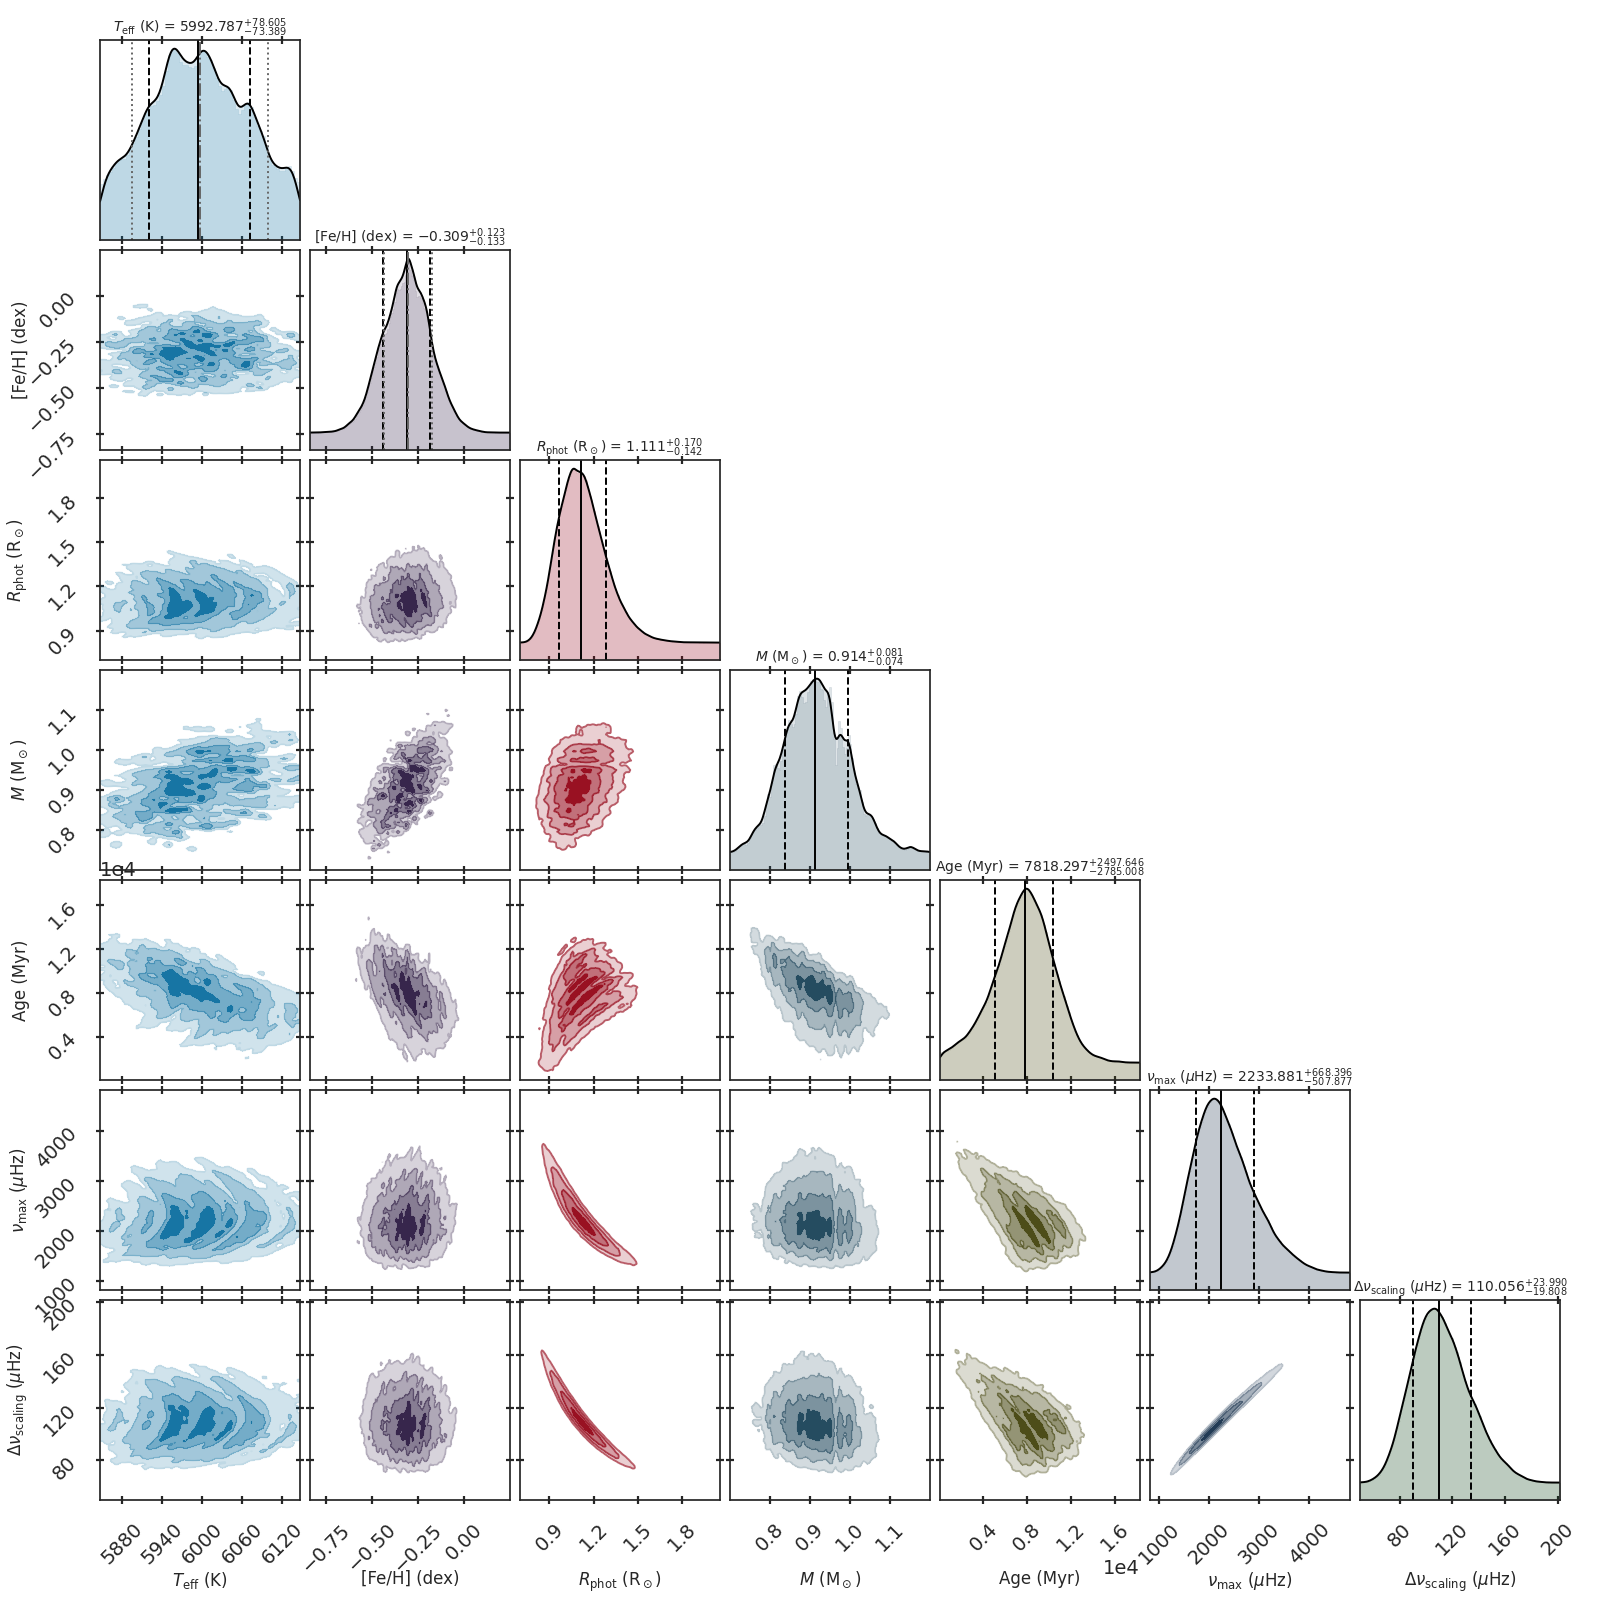 T_eff (K) = 5992.787 +78.605 −73.389
[Fe/H] (dex) = −0.309 +0.123 −0.133
[Fe/H] (dex)
0.00
−0.25
−0.50
−0.75
R_phot (R⊙) = 1.111 +0.170 −0.142
R_phot (R⊙)
1.8
1.5
1.2
0.9
M (M⊙) = 0.914 +0.081 −0.074
M (M⊙)
1.1
1.0
0.9
0.8
1e4
Age (Myr) = 7818.297 +2497.646 −2785.008
Age (Myr)
1.6
1.2
0.8
0.4
ν_max (μHz) = 2233.881 +668.396 −507.877
ν_max (μHz)
4000
3000
2000
1000
Δν_scaling (μHz) = 110.056 +23.990 −19.808
Δν_scaling (μHz)
200
160
120
80
5880 5940 6000 6060 6120
−0.75 −0.50 −0.25 0.00
0.9 1.2 1.5 1.8
0.8 0.9 1.0 1.1
0.4 0.8 1.2 1.6
1e4
1000 2000 3000 4000
80 120 160 200
T_eff (K)
[Fe/H] (dex)
R_phot (R⊙)
M (M⊙)
Age (Myr)
ν_max (μHz)
Δν_scaling (μHz)